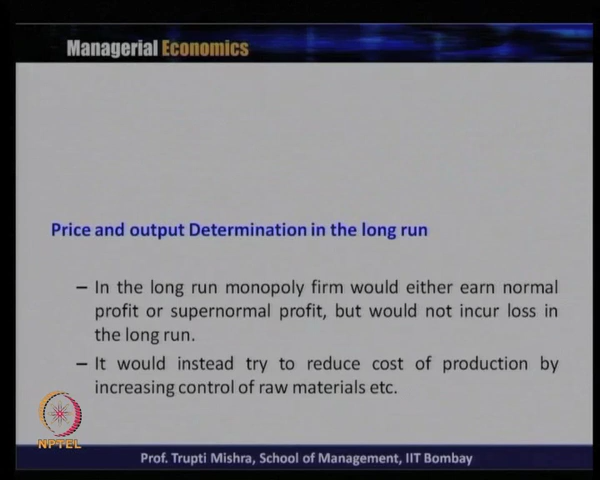 Managerial Economics
Price and output Determination in the long run
– In the long run monopoly firm would either earn normal
profit or supernormal profit, but would not incur loss in
the long run.
– It would instead try to reduce cost of production by
increasing control of raw materials etc.
NPTEL
Prof. Trupti Mishra, School of Management, IIT Bombay